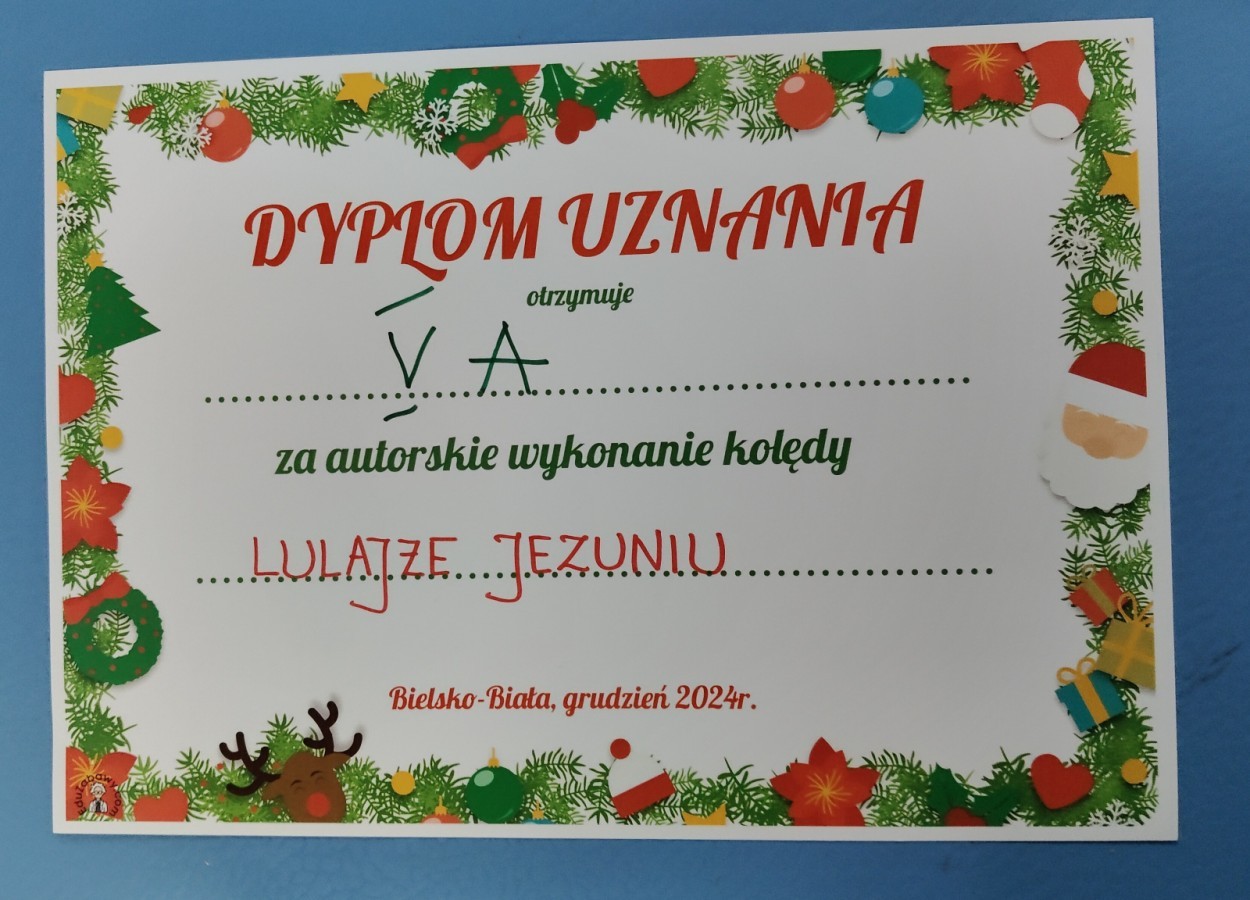 DYPLOM UZNANIA
otrzymuje
V A
za autorskie wykonanie kolędy
LULAJŻE JEZUNIU
Bielsko-Biała, grudzień 2024r.